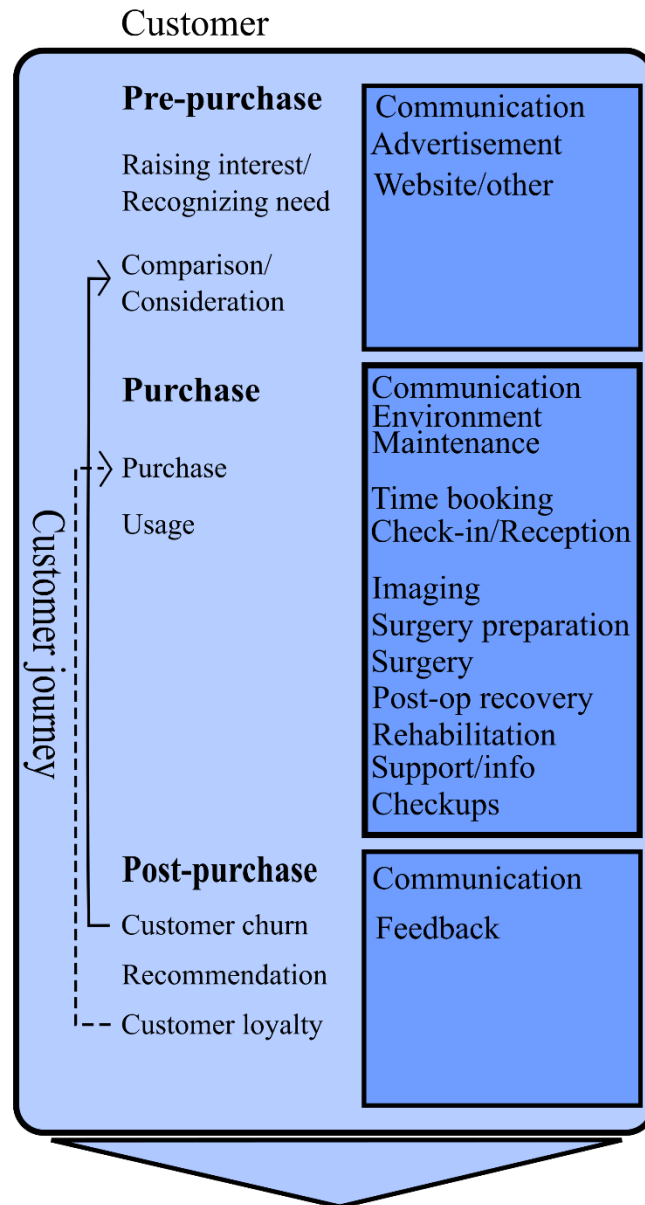 Customer
Pre-purchase
Raising interest/
Recognizing need
Comparison/
Consideration
Communication
Advertisement
Website/other
Purchase
Purchase
Usage
Communication
Environment
Maintenance
Time booking
Check-in/Reception
Imaging
Surgery preparation
Surgery
Post-op recovery
Rehabilitation
Support/info
Checkups
Post-purchase
Customer churn
Recommendation
Customer loyalty
Communication
Feedback
Customer journey